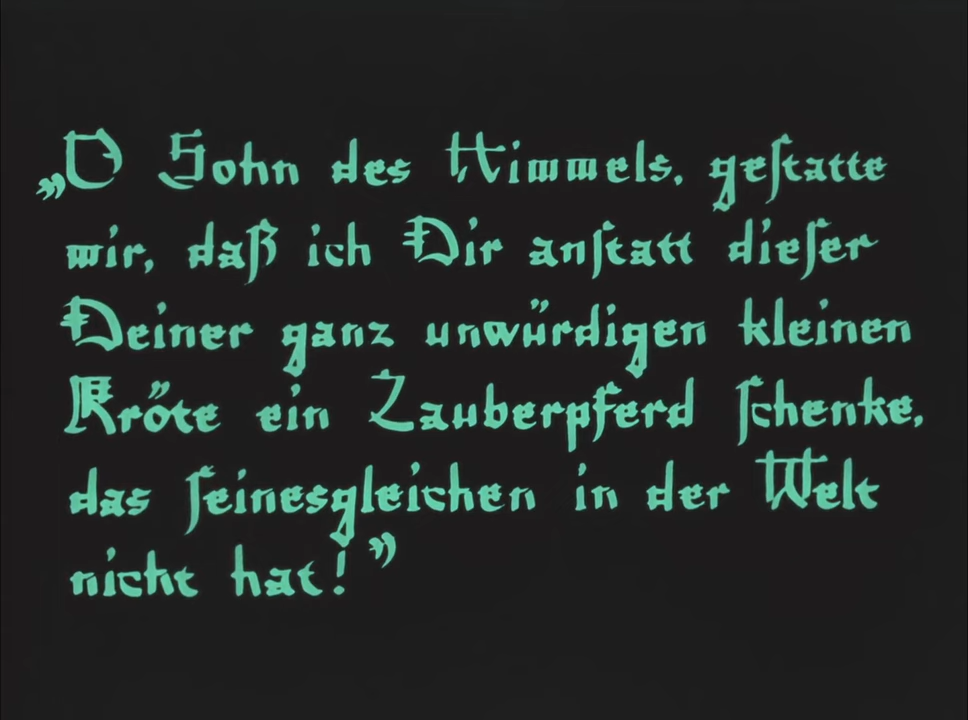 „O Sohn des Himmels, geſtatte
mir, daß ich Dir anſtatt dieſer
Deiner ganz unwürdigen kleinen
Kröte ein Zauberpferd ſchenke,
das ſeinesgleichen in der Welt
nicht hat!”